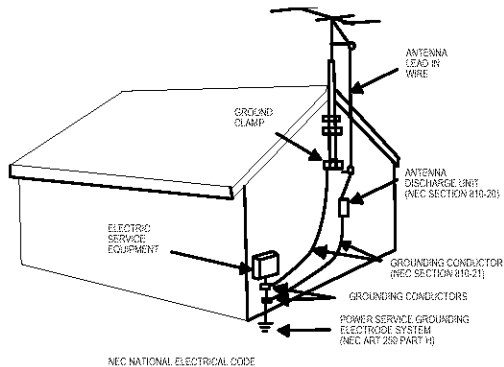 ANTENNA
LEAD IN
WIRE
GROUND
CLAMP
ANTENNA
DISCHARGE UNIT
(NEC SECTION 810-20)
ELECTRIC
SERVICE
EQUIPMENT
GROUNDING CONDUCTOR
(NEC SECTION 810-21)
GROUNDING CONDUCTORS
POWER SERVICE GROUNDING
ELECTRODE SYSTEM
(NEC ART 250 PART H)
NEC NATIONAL ELECTRICAL CODE